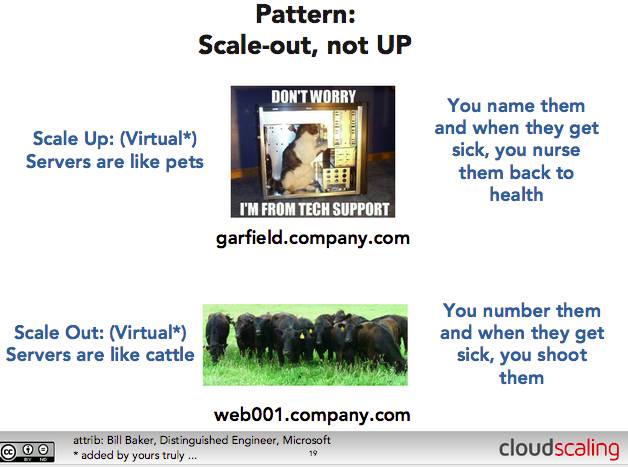 Pattern:
Scale-out, not UP
Scale Up: (Virtual*)
Servers are like pets
DON'T WORRY
I'M FROM TECH SUPPORT
garfield.company.com
You name them
and when they get
sick, you nurse
them back to
health
Scale Out: (Virtual*)
Servers are like cattle
web001.company.com
You number them
and when they get
sick, you shoot
them
attrib: Bill Baker, Distinguished Engineer, Microsoft
* added by yours truly ...
19
cc
BY ND
cloudscaling